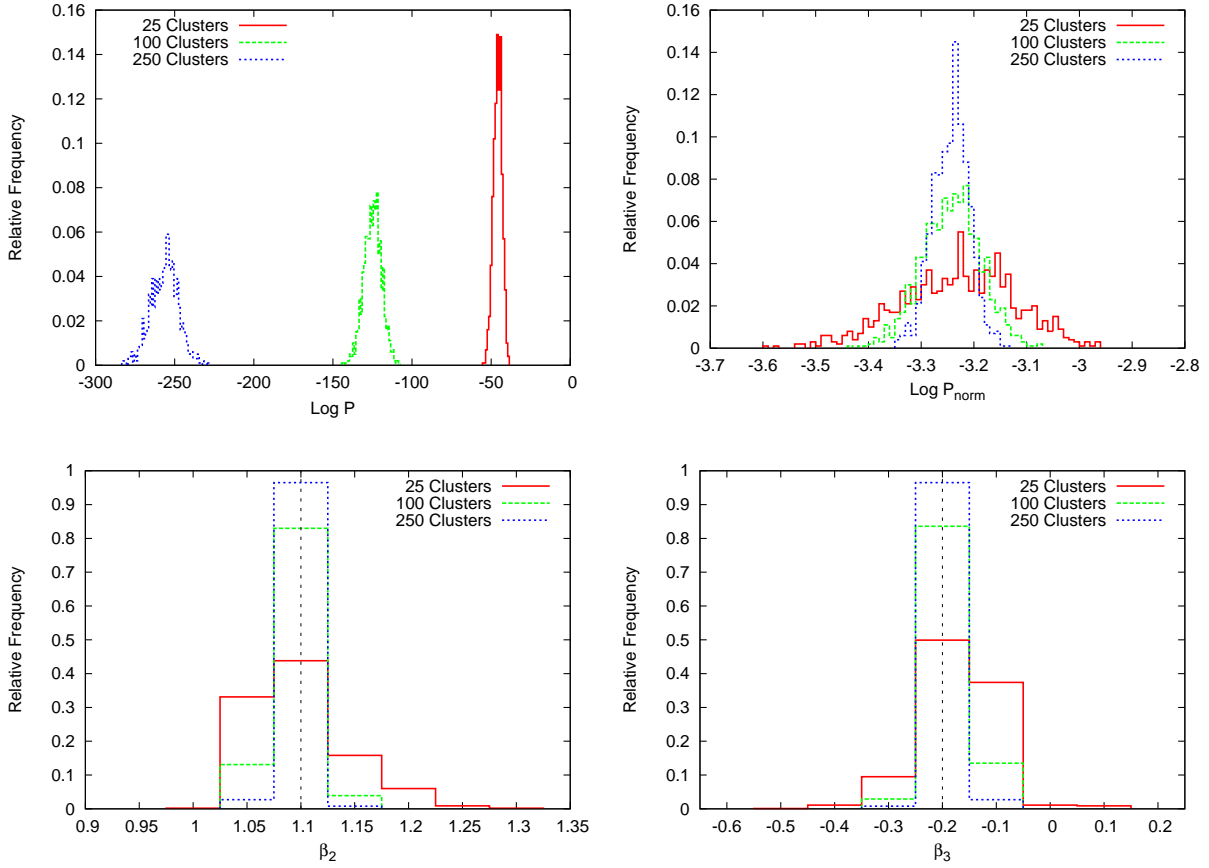 0.16
0.14
0.12
0.1
0.08
0.06
0.04
0.02
0
-300 -250 -200 -150 -100 -50 0
Relative Frequency
Log P
25 Clusters
100 Clusters
250 Clusters
0.16
0.14
0.12
0.1
0.08
0.06
0.04
0.02
0
-3.7 -3.6 -3.5 -3.4 -3.3 -3.2 -3.1 -3 -2.9 -2.8
Relative Frequency
Log Pnorm
25 Clusters
100 Clusters
250 Clusters
1
0.9
0.8
0.7
0.6
0.5
0.4
0.3
0.2
0.1
0
0.9 0.95 1 1.05 1.1 1.15 1.2 1.25 1.3 1.35
Relative Frequency
β2
25 Clusters
100 Clusters
250 Clusters
1
0.9
0.8
0.7
0.6
0.5
0.4
0.3
0.2
0.1
0
-0.6 -0.5 -0.4 -0.3 -0.2 -0.1 0 0.1 0.2
Relative Frequency
β3
25 Clusters
100 Clusters
250 Clusters